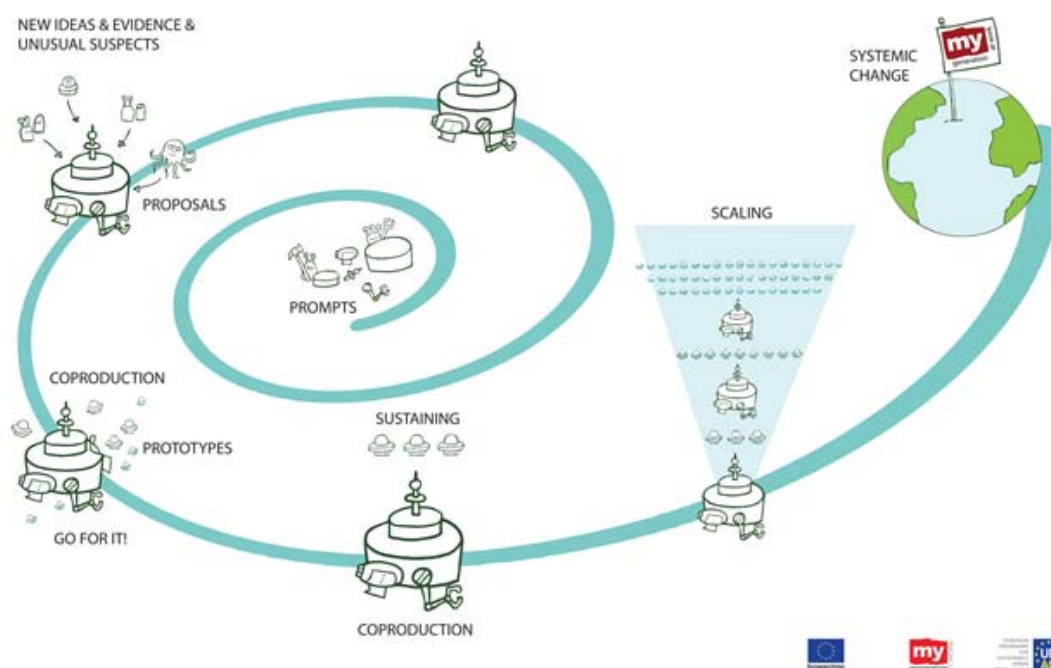 NEW IDEAS & EVIDENCE &
UNUSUAL SUSPECTS
PROPOSALS
PROMPTS
COPRODUCTION
PROTOTYPES
GO FOR IT!
SUSTAINING
COPRODUCTION
SCALING
SYSTEMIC
CHANGE
my
generation
my